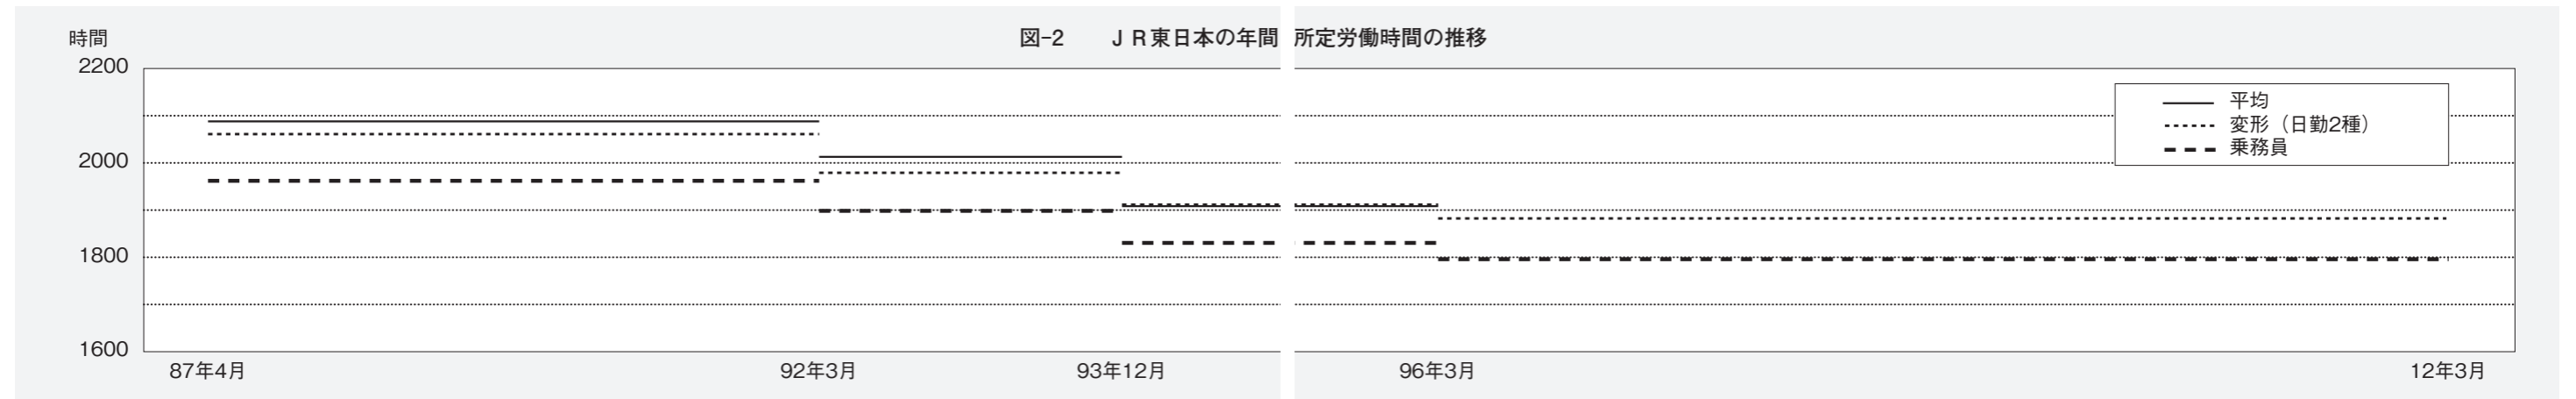 図-2　ＪＲ東日本の年間所定労働時間の推移
時間
2200
2000
1800
1600
平均
変形（日勤2種）
乗務員
87年4月
92年3月
93年12月
96年3月
12年3月